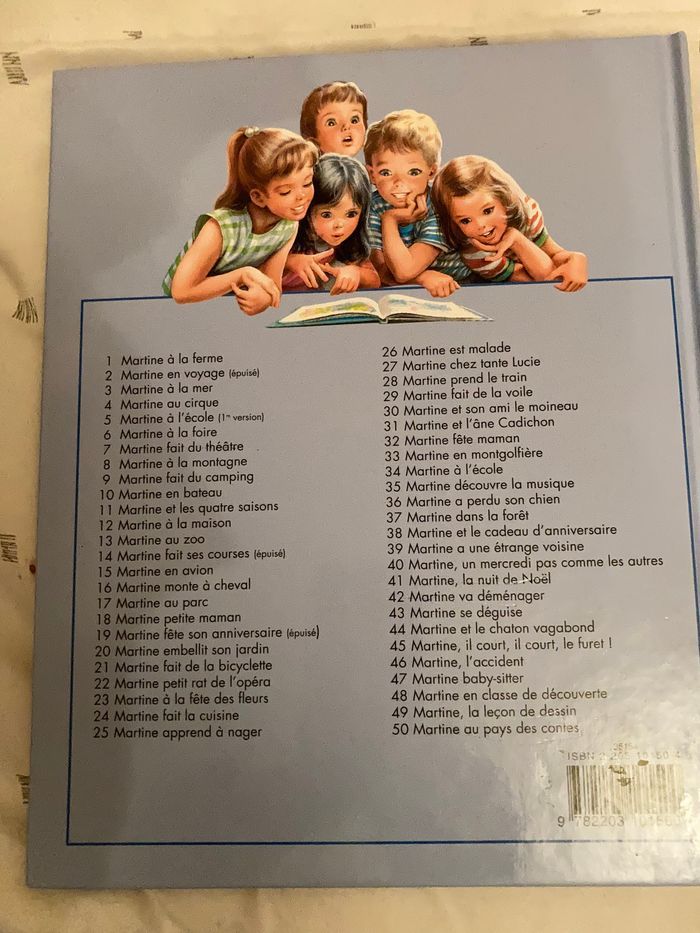 1 Martine à la ferme
2 Martine en voyage (épuisé)
3 Martine à la mer
4 Martine au cirque
5 Martine à l'école (1re version)
6 Martine à la foire
7 Martine fait du théâtre
8 Martine à la montagne
9 Martine fait du camping
10 Martine en bateau
11 Martine et les quatre saisons
12 Martine à la maison
13 Martine au zoo
14 Martine fait ses courses (épuisé)
15 Martine en avion
16 Martine monte à cheval
17 Martine au parc
18 Martine petite maman
19 Martine fête son anniversaire (épuisé)
20 Martine embellit son jardin
21 Martine fait de la bicyclette
22 Martine petit rat de l'opéra
23 Martine à la fête des fleurs
24 Martine fait la cuisine
25 Martine apprend à nager
26 Martine est malade
27 Martine chez tante Lucie
28 Martine prend le train
29 Martine fait de la voile
30 Martine et son ami le moineau
31 Martine et l'âne Cadichon
32 Martine fête maman
33 Martine en montgolfière
34 Martine à l'école
35 Martine découvre la musique
36 Martine a perdu son chien
37 Martine dans la forêt
38 Martine et le cadeau d'anniversaire
39 Martine a une étrange voisine
40 Martine, un mercredi pas comme les autres
41 Martine, la nuit de Noël
42 Martine va déménager
43 Martine se déguise
44 Martine et le chaton vagabond
45 Martine, il court, il court, le furet !
46 Martine, l'accident
47 Martine baby-sitter
48 Martine en classe de découverte
49 Martine, la leçon de dessin
50 Martine au pays des contes
ISBN
9 782203